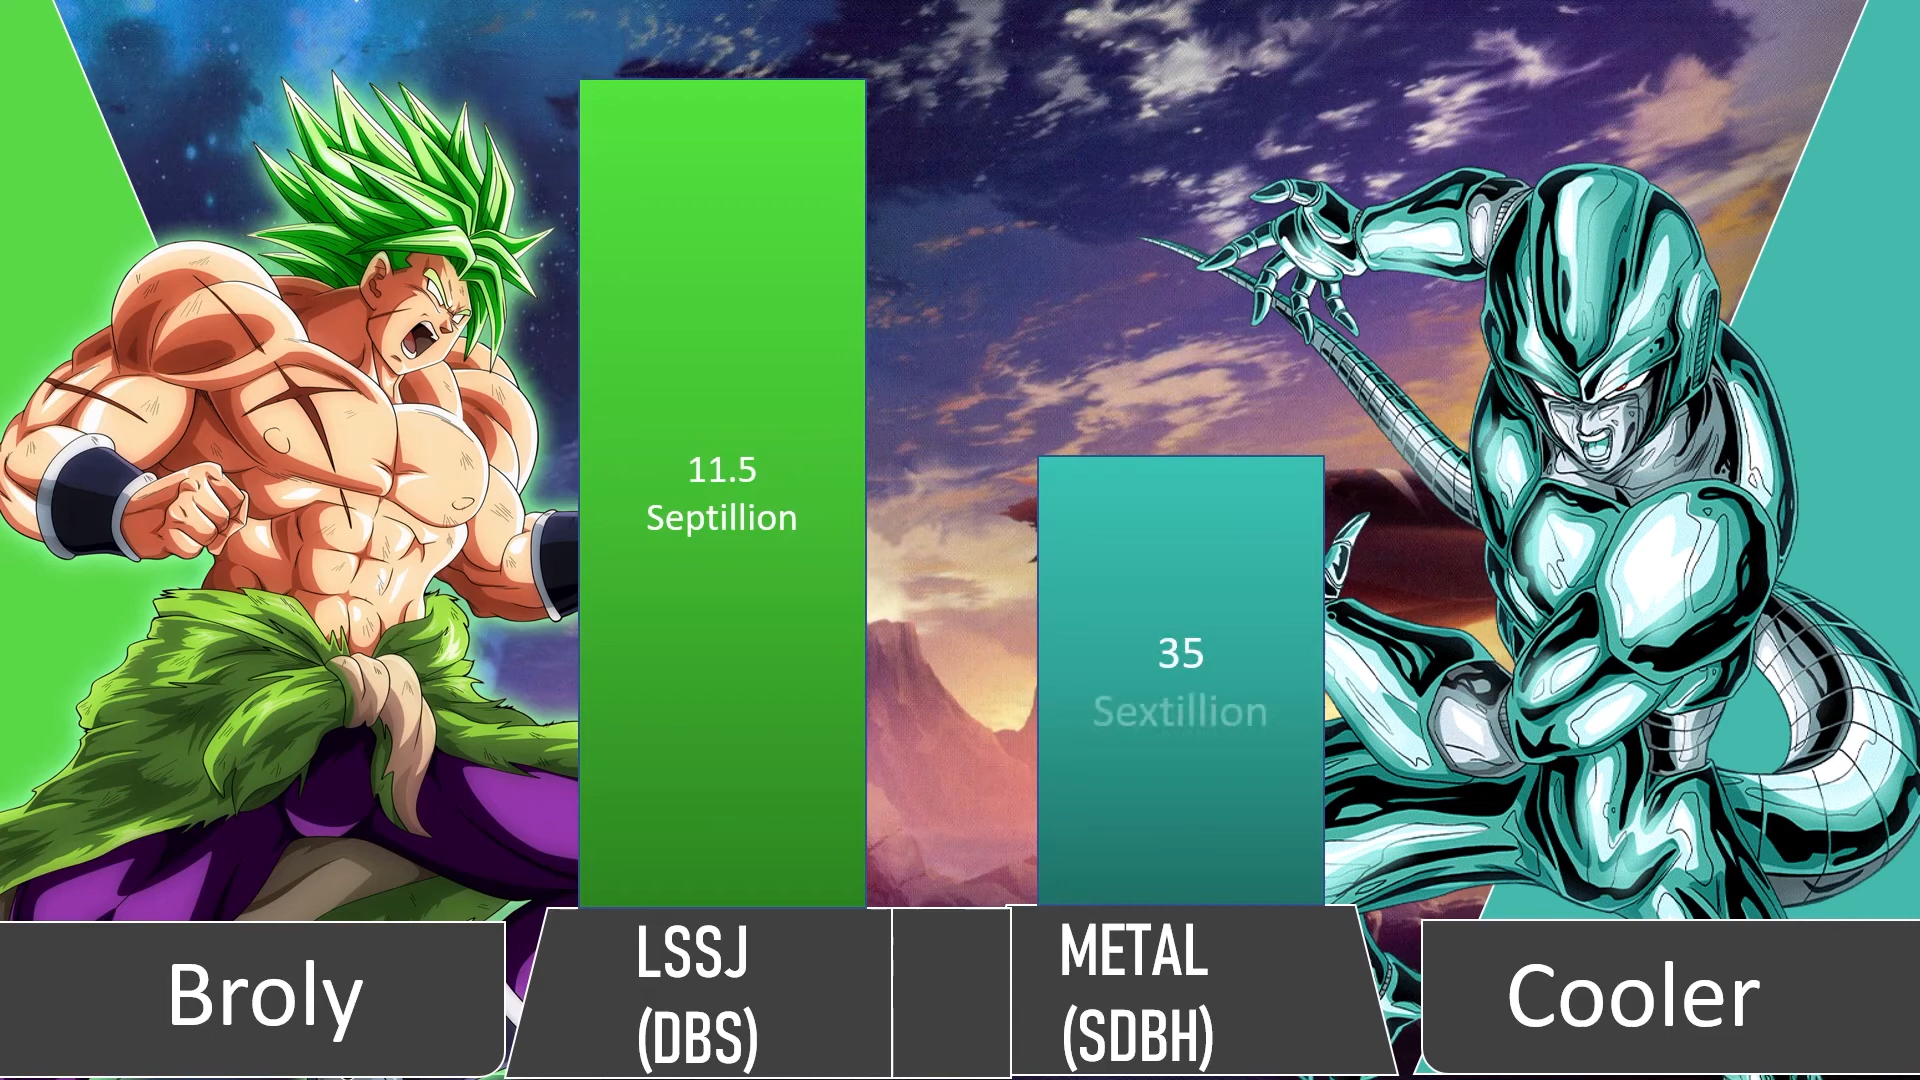 11.5
Septillion
35
Sextillion
Broly
LSSJ
(DBS)
METAL
(SDBH)
Cooler